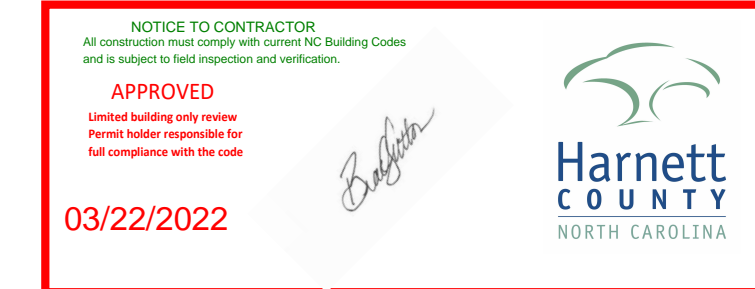 NOTICE TO CONTRACTOR
All construction must comply with current NC Building Codes
and is subject to field inspection and verification.
APPROVED
Limited building only review
Permit holder responsible for
full compliance with the code
03/22/2022
Harnett
COUNTY
NORTH CAROLINA